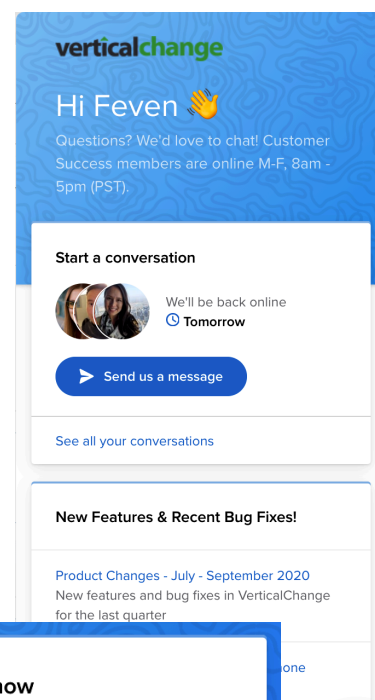 verticalchange
Hi Feven 👋
Questions? We'd love to chat! Customer
Success members are online M-F, 8am -
5pm (PST).
Start a conversation
We'll be back online
Tomorrow
Send us a message
See all your conversations
New Features & Recent Bug Fixes!
Product Changes - July - September 2020
New features and bug fixes in VerticalChange
for the last quarter